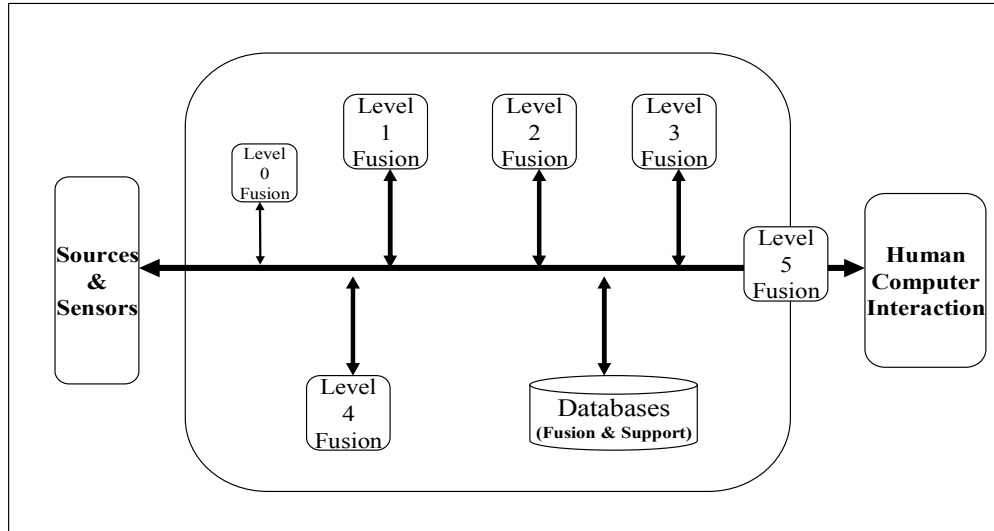 Level
0
Fusion
Level
1
Fusion
Level
2
Fusion
Level
3
Fusion
Sources
&
Sensors
Level
5
Fusion
Human
Computer
Interaction
Level
4
Fusion
Databases
(Fusion & Support)